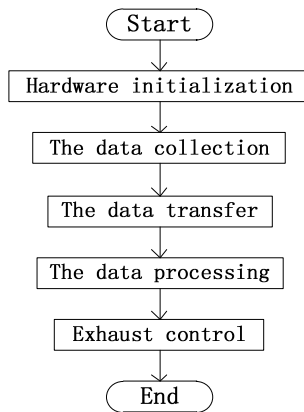 Start
Hardware initialization
The data collection
The data transfer
The data processing
Exhaust control
End